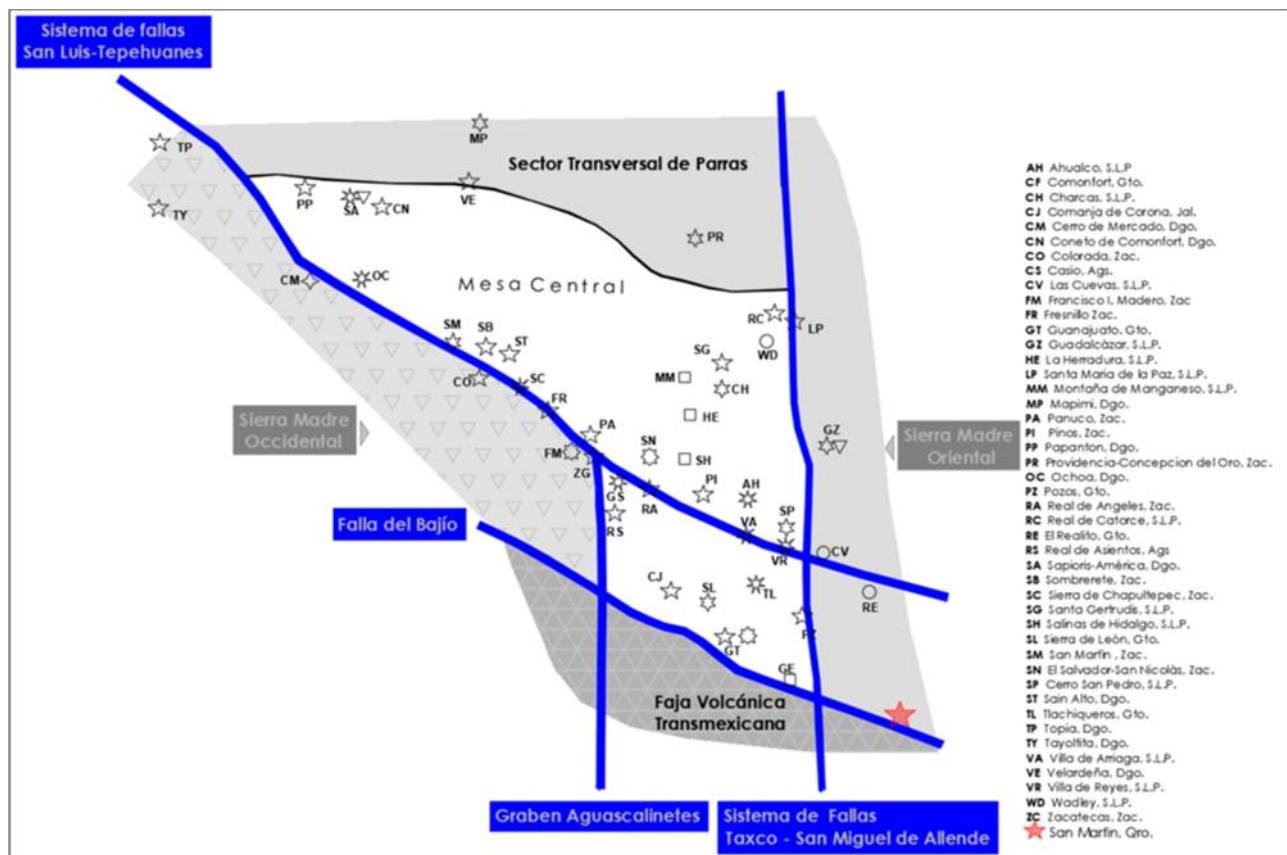 Sistema de fallas
San Luis-Tepehuanes
TP
TY
MP
Sector Transversal de Parras
VE
PP
SA
CN
PR
CM
OC
Mesa Central
SM
SB
ST
CO
SC
FR
RC
LP
WD
SG
MM
CH
HE
Sierra Madre
Occidental
PA
FM
ZG
SN
SH
GZ
Sierra Madre
Oriental
GS
RA
PI
AH
RS
VA
SP
VR
CV
Falla del Bajío
CJ
SL
TL
RE
GT
PZ
GE
Faja Volcánica
Transmexicana
Graben Aguascalinetes
Sistema de Fallas
Taxco - San Miguel de Allende
AH Ahualco, S.L.P
CF Comonfort, Gto.
CH Charcas, S.L.P.
CJ Comanja de Corona, Jal.
CM Cerro de Mercado, Dgo.
CN Coneto de Comonfort, Dgo.
CO Colorada, Zac.
CS Casio, Ags.
CV Las Cuevas, S.L.P.
FM Francisco I. Madero, Zac
FR Fresnillo Zac.
GT Guanajuato, Gto.
GZ Guadalcàzar, S.L.P.
HE La Herradura, S.L.P.
LP Santa Maria de la Paz, S.L.P.
MM Montaña de Manganeso, S.L.P.
MP Mapimi, Dgo.
PA Panuco, Zac.
PI Pinos, Zac.
PP Papanton, Dgo.
PR Providencia-Concepcion del Oro, Zac.
OC Ochoa, Dgo.
PZ Pozos, Gto.
RA Real de Angeles, Zac.
RC Real de Catorce, S.L.P.
RE El Realito, Gto.
RS Real de Asientos, Ags
SA Sapioris-Amèrica, Dgo.
SB Sombrerete, Zac.
SC Sierra de Chapultepec, Zac.
SG Santa Gertrudis, S.L.P.
SH Salinas de Hidalgo, S.L.P.
SL Sierra de Leòn, Gto.
SM San Martín , Zac.
SN El Salvador-San Nicolàs, Zac.
SP Cerro San Pedro, S.L.P.
ST Sain Alto, Dgo.
TL Tlachiqueros, Gto.
TP Topia, Dgo.
TY Tayoltita, Dgo.
VA Villa de Arriaga, S.L.P.
VE Velardeña, Dgo.
VR Villa de Reyes, S.L.P.
WD Wadley, S.L.P.
ZC Zacatecas, Zac.
San Martín, Qro.